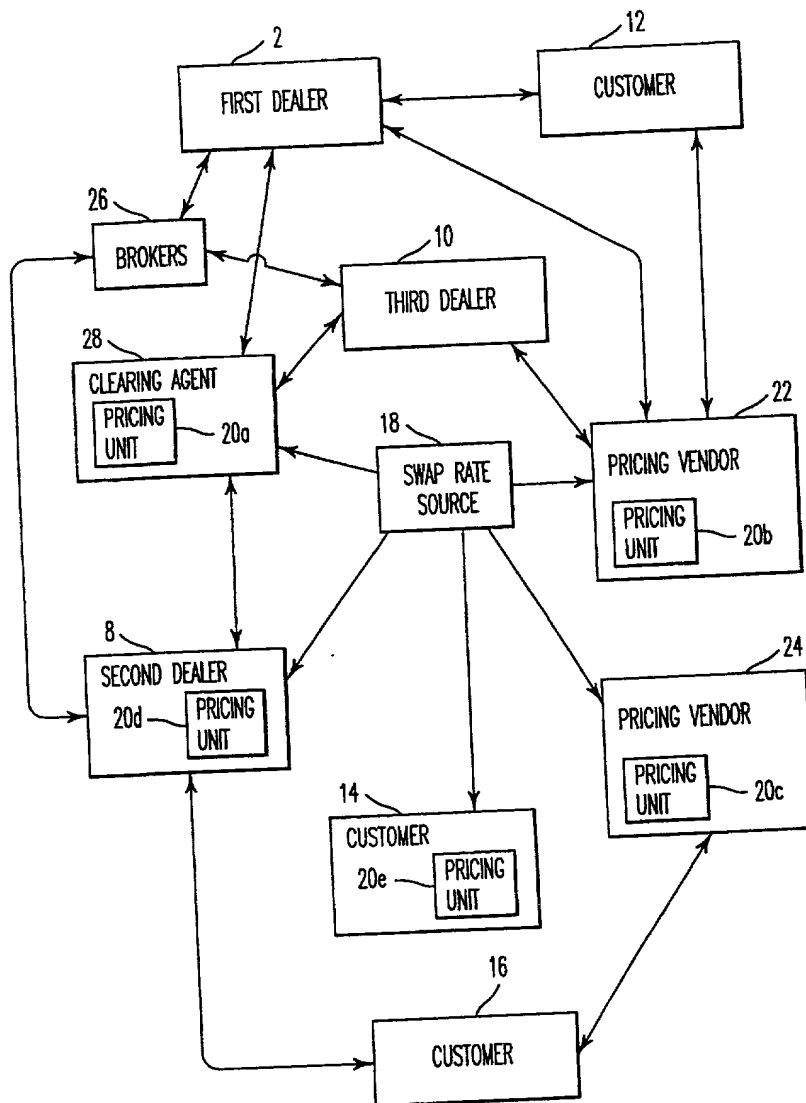 2
FIRST DEALER
12
CUSTOMER
26
BROKERS
10
THIRD DEALER
28
CLEARING AGENT
PRICING
UNIT
20a
18
SWAP RATE
SOURCE
22
PRICING VENDOR
PRICING
UNIT
20b
8
SECOND DEALER
20d
PRICING
UNIT
24
PRICING VENDOR
PRICING
UNIT
20c
14
CUSTOMER
20e
PRICING
UNIT
16
CUSTOMER